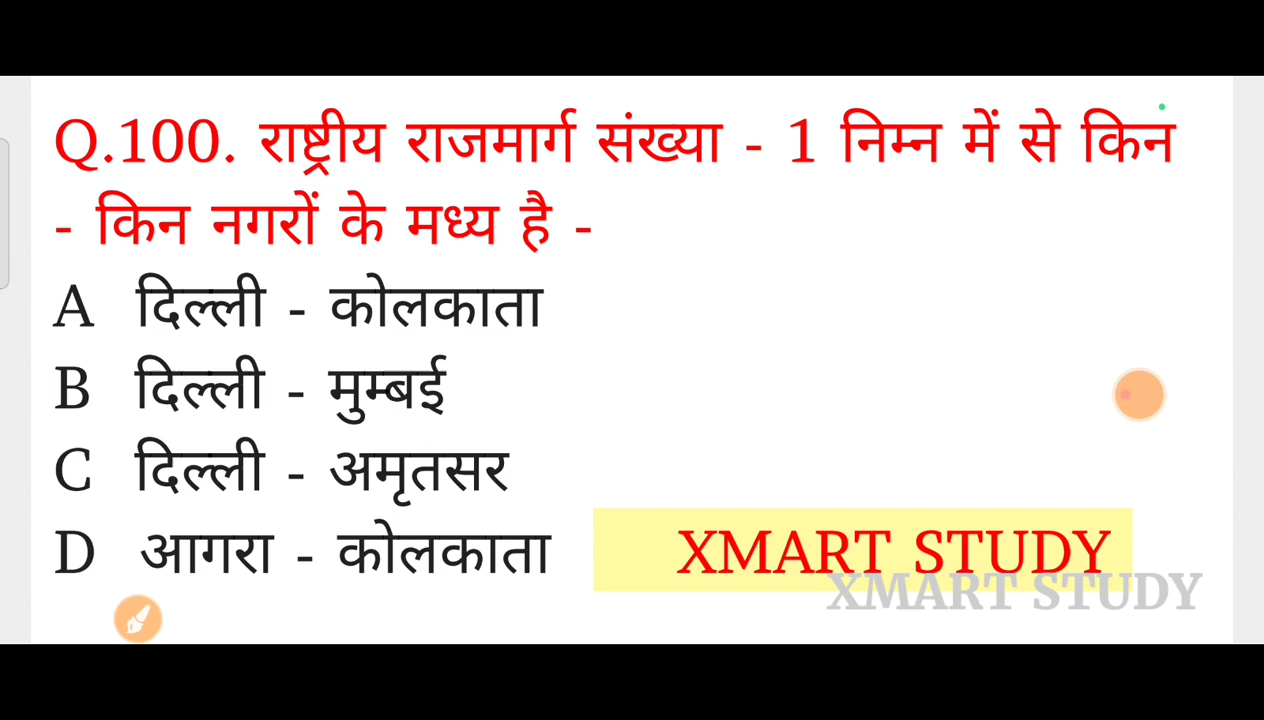 Q.100. राष्ट्रीय राजमार्ग संख्या - 1 निम्न में से किन
- किन नगरों के मध्य है -
A दिल्ली - कोलकाता
B दिल्ली - मुम्बई
C दिल्ली - अमृतसर
D आगरा - कोलकाता
XMART STUDY
XMART STUDY